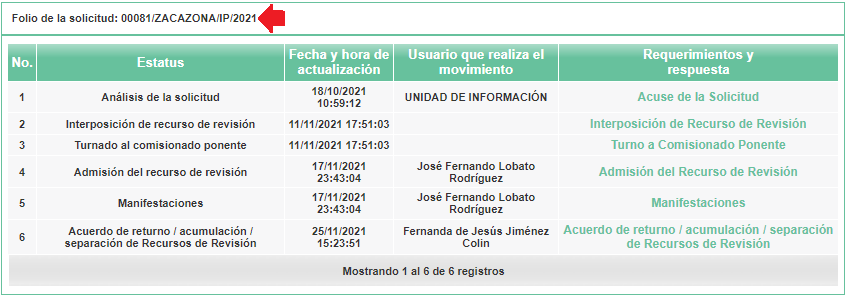 Folio de la solicitud: 00081/ZACAZONA/IP/2021
No. Estatus Fecha y hora de actualización Usuario que realiza el movimiento Requerimientos y respuesta
1 Análisis de la solicitud 18/10/2021 10:59:12 UNIDAD DE INFORMACIÓN Acuse de la Solicitud
2 Interposición de recurso de revisión 11/11/2021 17:51:03 Interposición de Recurso de Revisión
3 Turnado al comisionado ponente 11/11/2021 17:51:03 Turno a Comisionado Ponente
4 Admisión del recurso de revisión 17/11/2021 23:43:04 José Fernando Lobato Rodríguez Admisión del Recurso de Revisión
5 Manifestaciones 17/11/2021 23:43:04 José Fernando Lobato Rodríguez Manifestaciones
6 Acuerdo de returno / acumulación / separación de Recursos de Revisión 25/11/2021 15:23:51 Fernanda de Jesús Jiménez Colin Acuerdo de returno / acumulación / separación de Recursos de Revisión
Mostrando 1 al 6 de 6 registros